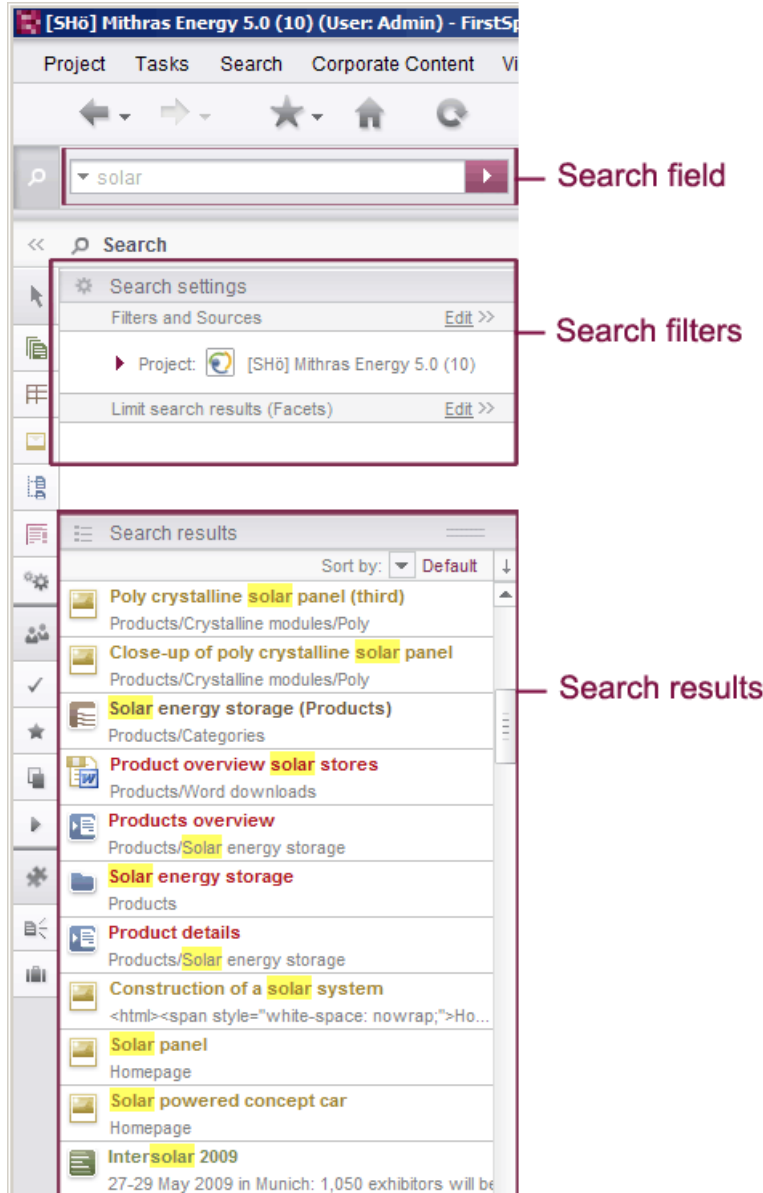 [SHö] Mithras Energy 5.0 (10) (User: Admin) - FirstSp
Project Tasks Search Corporate Content Vi
solar
Search field
Search
Search settings
Filters and Sources Edit >>
Search filters
Project: [SHö] Mithras Energy 5.0 (10)
Limit search results (Facets) Edit >>
Search results
Sort by: Default
Poly crystalline solar panel (third)
Products/Crystalline modules/Poly
Close-up of poly crystalline solar panel
Products/Crystalline modules/Poly
Search results
Solar energy storage (Products)
Products/Categories
Product overview solar stores
Products/Word downloads
Products overview
Products/Solar energy storage
Solar energy storage
Products
Product details
Products/Solar energy storage
Construction of a solar system
<html><span style="white-space: nowrap;">Ho...
Solar panel
Homepage
Solar powered concept car
Homepage
Intersolar 2009
27-29 May 2009 in Munich: 1,050 exhibitors will be